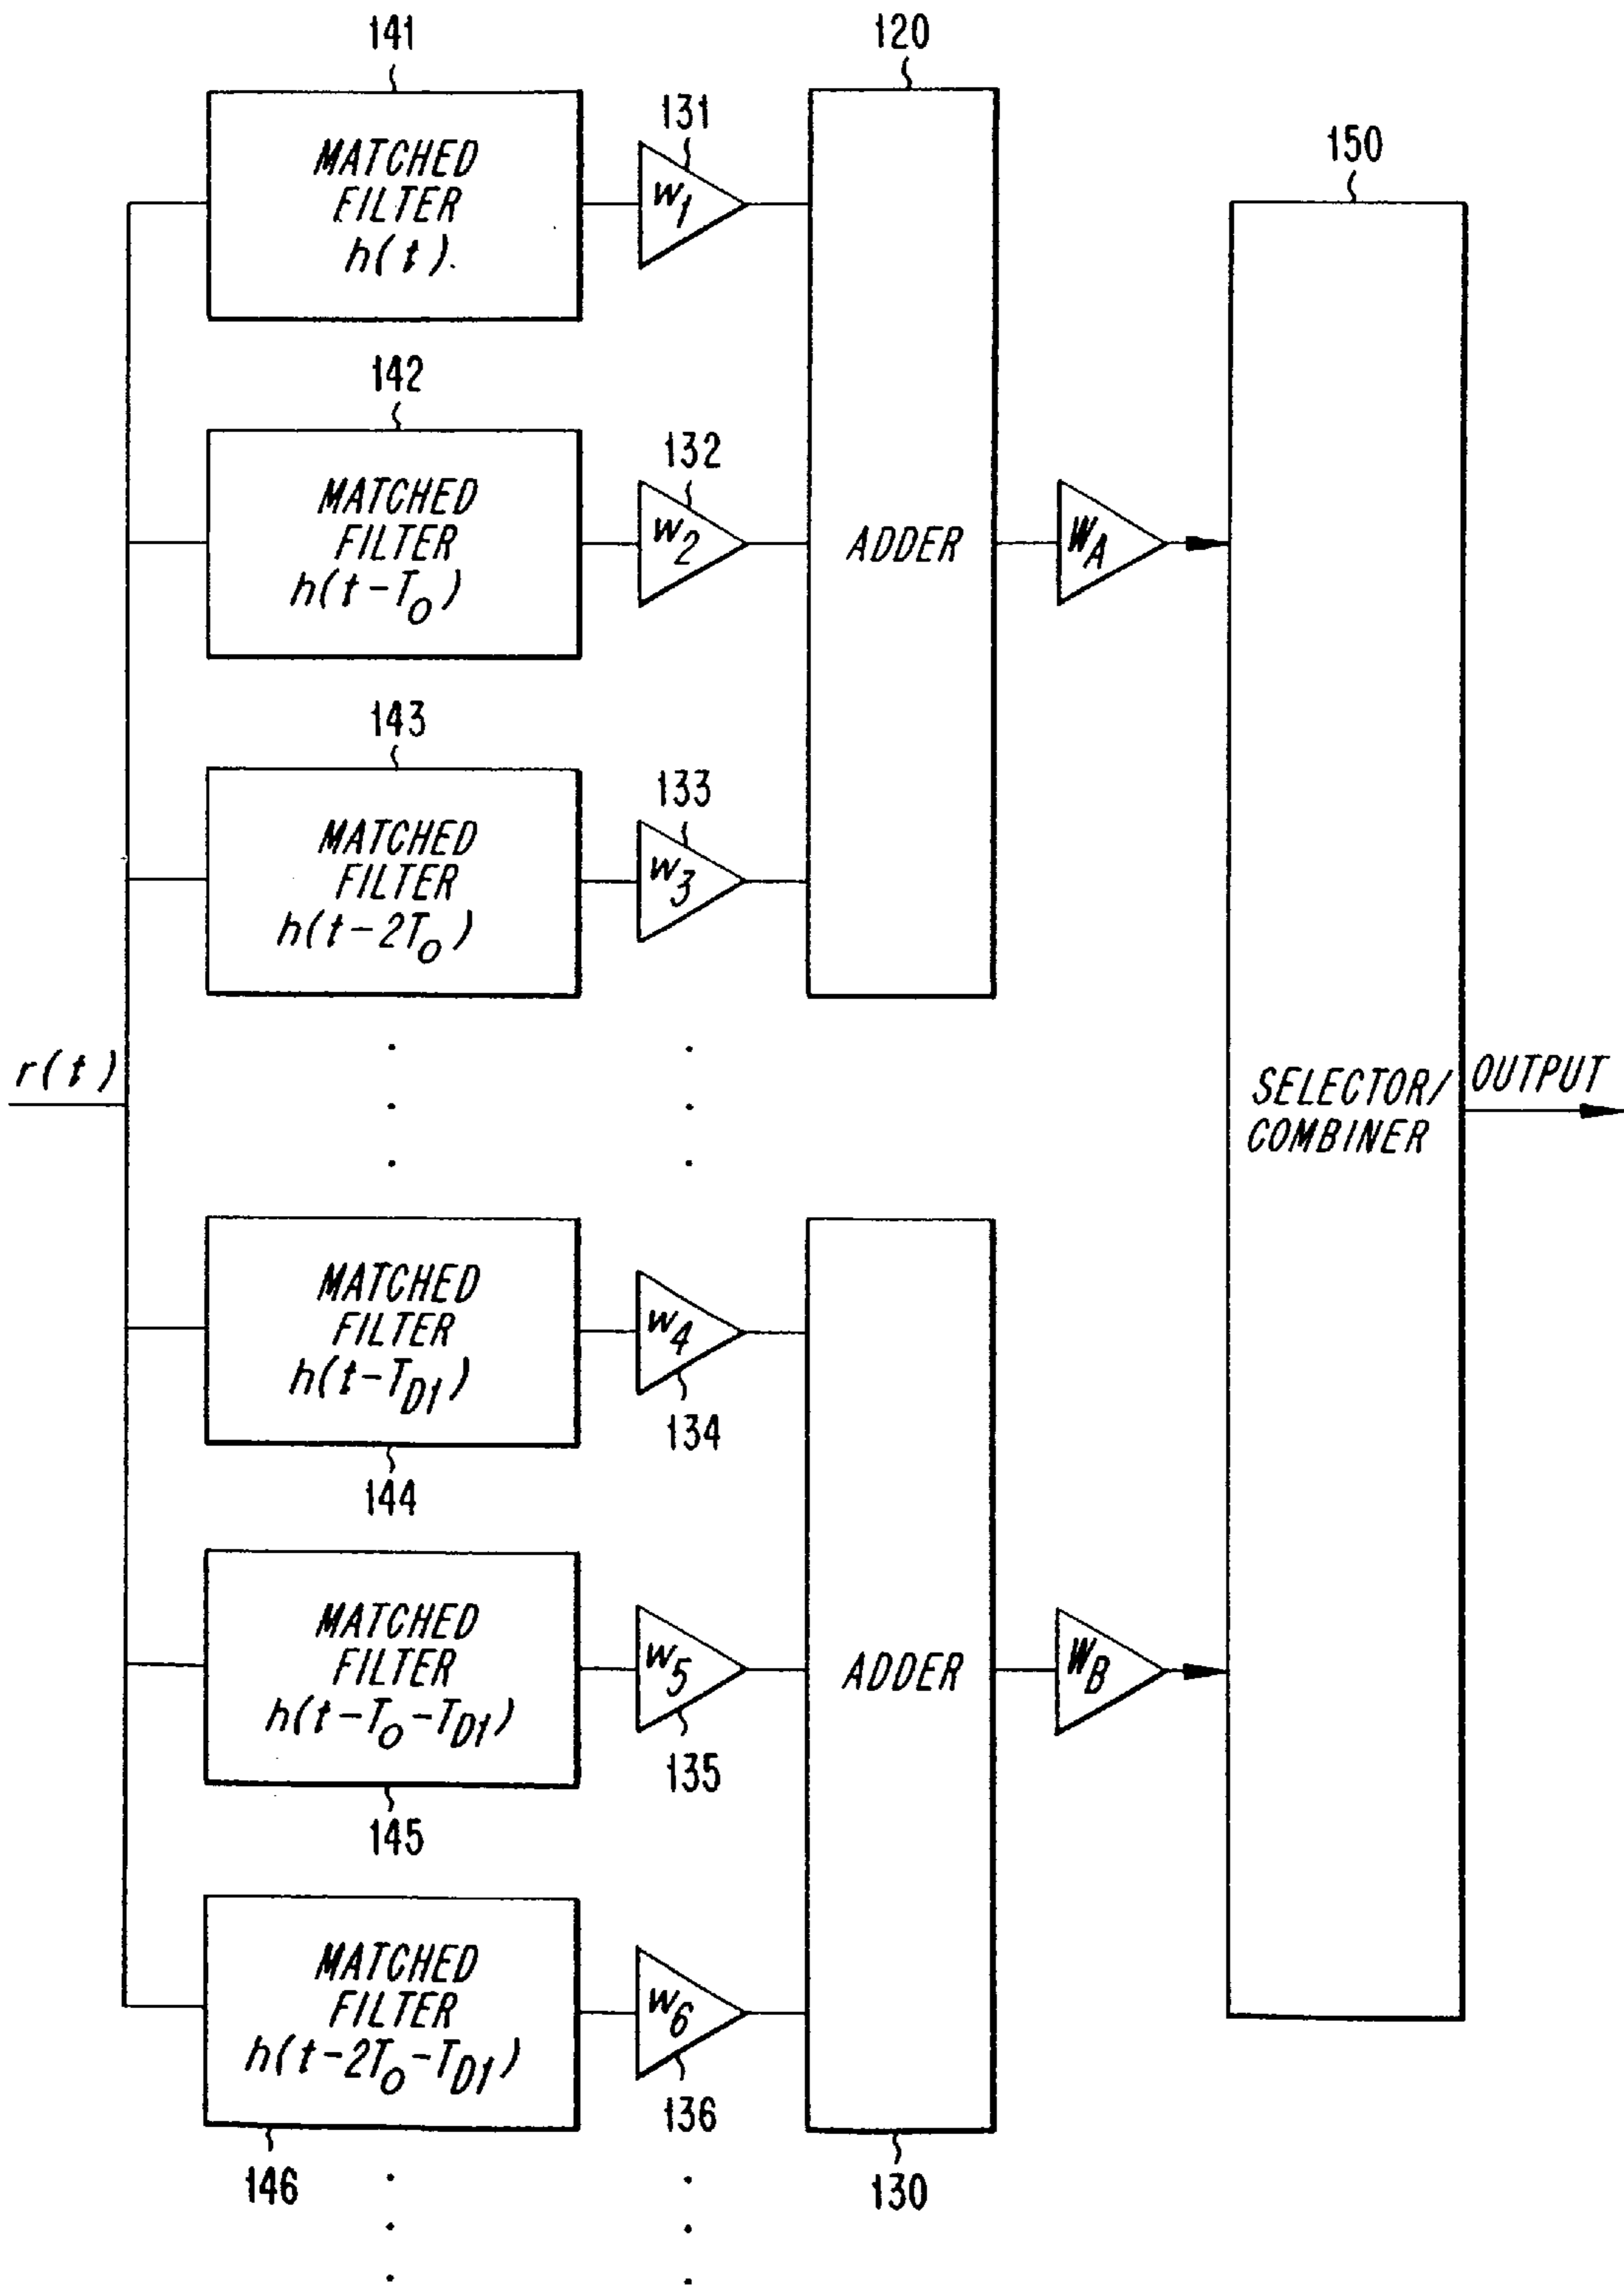 141
120
131
150
MATCHED
FILTER
h(t).
W1
142
132
MATCHED
FILTER
h(t-To)
W2
ADDER
WA
143
133
MATCHED
FILTER
h(t-2To)
W3
r(t)
SELECTOR/
COMBINER
OUTPUT
MATCHED
FILTER
h(t-TD1)
W4
134
144
MATCHED
FILTER
h(t-To-TD1)
W5
ADDER
WB
135
145
MATCHED
FILTER
h(t-2To-TD1)
W6
136
146
130